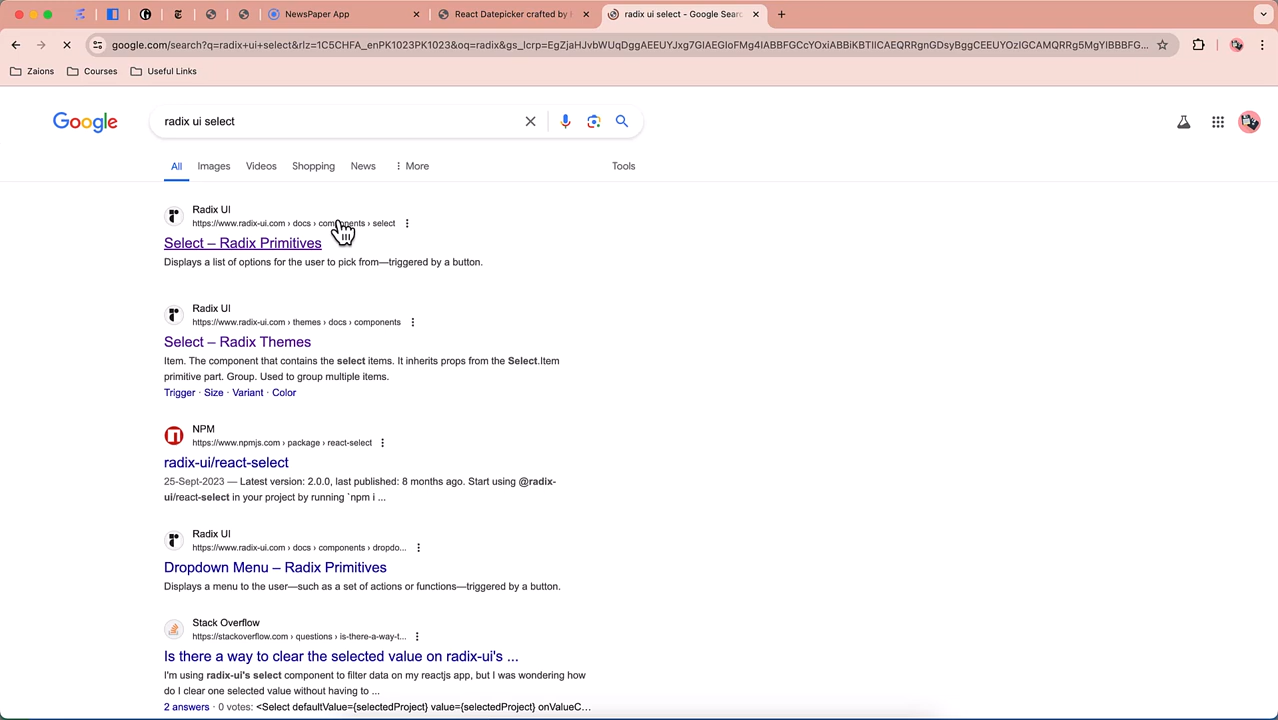 NewsPaper App
React Datepicker crafted by
radix ui select - Google Sear
google.com/search?q=radix+ui+select&rlz=1C5CHFA_enPK1023PK1023&oq=radix&gs_lcrp=EgZjaHJvbWUqDggAEEUYJxg7GIAEGIoFMg4IABBFGCcYOxiABBiKBTIICAEQRRgnGDsyBggCEEUYOzIGCAMQRRg5MgYIBBBFG...
Zaions
Courses
Useful Links
Google
radix ui select
All
Images
Videos
Shopping
News
More
Tools
Radix UI
https://www.radix-ui.com › docs › components › select
Select – Radix Primitives
Displays a list of options for the user to pick from—triggered by a button.
Radix UI
https://www.radix-ui.com › themes › docs › components
Select – Radix Themes
Item. The component that contains the select items. It inherits props from the Select.Item
primitive part. Group. Used to group multiple items.
Trigger · Size · Variant · Color
NPM
https://www.npmjs.com › package › react-select
radix-ui/react-select
25-Sept-2023 — Latest version: 2.0.0, last published: 8 months ago. Start using @radix-
ui/react-select in your project by running `npm i ...
Radix UI
https://www.radix-ui.com › docs › components › dropdo...
Dropdown Menu – Radix Primitives
Displays a menu to the user—such as a set of actions or functions—triggered by a button.
Stack Overflow
https://stackoverflow.com › questions › is-there-a-way-t...
Is there a way to clear the selected value on radix-ui's ...
I'm using radix-ui's select component to filter data on my reactjs app, but I was wondering how
do I clear one selected value without having to ...
2 answers · 0 votes: <Select defaultValue={selectedProject} value={selectedProject} onValueC...